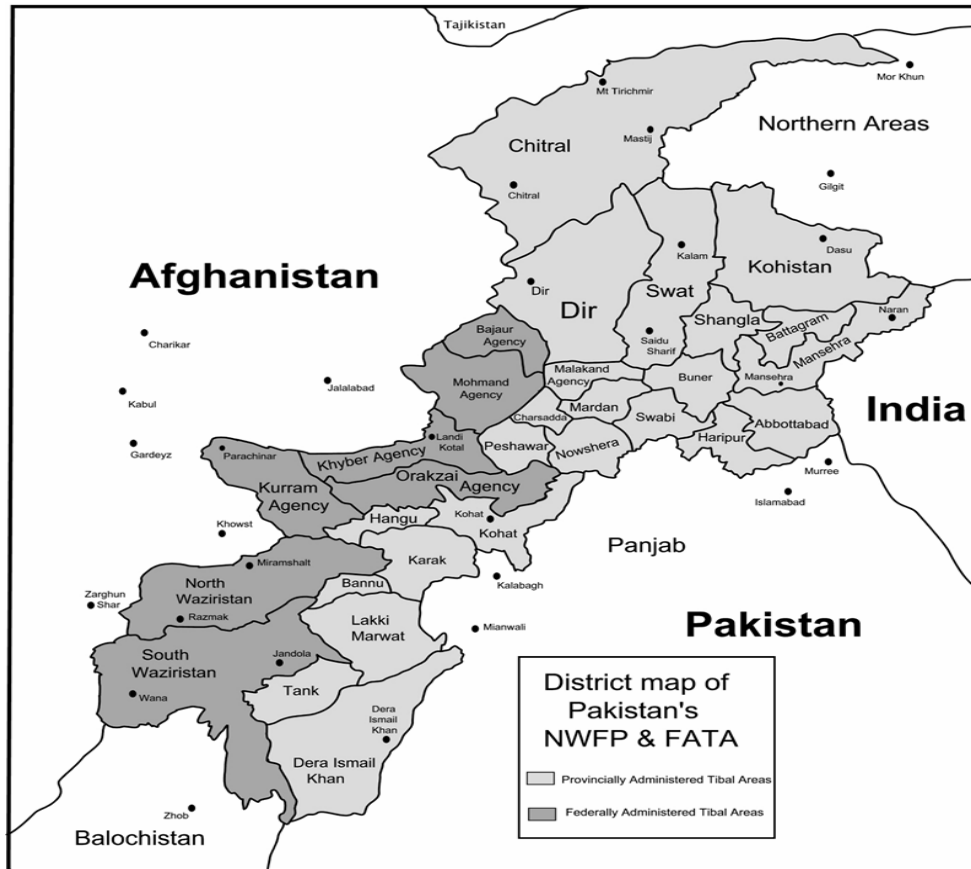 Tajikistan
Mor Khun
Mt Tirichmir
Northern Areas
Mastij
Chitral
Gilgit
Chitral
Dasu
Kalam
Kohistan
Afghanistan
Dir
Swat
Dir
Naran
Shangla
Battagram
Bajaur
Agency
Charikar
Saidu
Sharif
Mansehra
Malakand
Agency
Buner
Mansehra
Jalalabad
Mohmand
Agency
Kabul
Mardan
India
Charsadda
Swabi
Abbottabad
Landi
Kotal
Peshawar
Nowshera
Haripur
Gardeyz
Parachinar
Khyber Agency
Murree
Orakzai
Agency
Kurram
Agency
Islamabad
Kohat
Hangu
Khowst
Kohat
Panjab
Karak
Miramshalt
Kalabagh
North
Waziristan
Bannu
Zarghun
Shar
Razmak
Lakki
Marwat
Mianwali
Pakistan
South
Waziristan
Jandola
Wana
Tank
Dera
Ismail
Khan
Dera Ismail
Khan
District map of
Pakistan's
NWFP & FATA
Provincially Administered Tibal Areas
Federally Administered Tibal Areas
Zhob
Balochistan